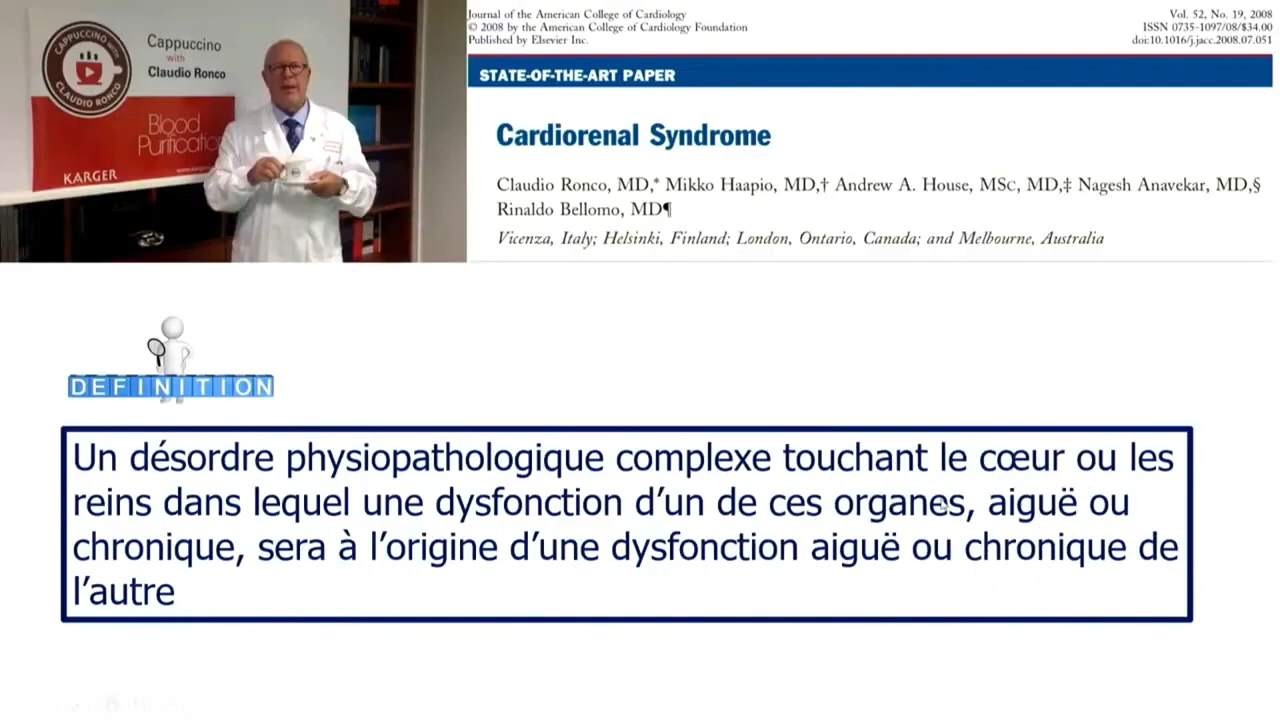 CAPPUCCINO with
CLAUDIO RONCO
Cappuccino
with
Claudio Ronco
Blood
Purification
KARGER
Journal of the American College of Cardiology
© 2008 by the American College of Cardiology Foundation
Published by Elsevier Inc.
Vol. 52, No. 19, 2008
ISSN 0735-1097/08/$34.00
doi:10.1016/j.jacc.2008.07.051
STATE-OF-THE-ART PAPER
Cardiorenal Syndrome
Claudio Ronco, MD,* Mikko Haapio, MD,† Andrew A. House, MSc, MD,‡ Nagesh Anavekar, MD,§
Rinaldo Bellomo, MD¶
Vicenza, Italy; Helsinki, Finland; London, Ontario, Canada; and Melbourne, Australia
DEFINITION
Un désordre physiopathologique complexe touchant le cœur ou les
reins dans lequel une dysfonction d’un de ces organes, aiguë ou
chronique, sera à l’origine d’une dysfonction aiguë ou chronique de
l’autre